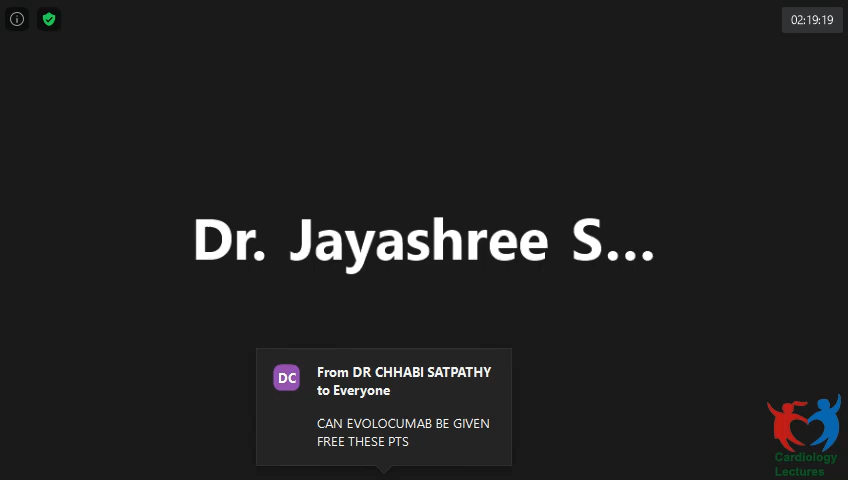 02:19:19
Dr. Jayashree S...
DC
From DR CHHABI SATPATHY
to Everyone
CAN EVOLOCUMAB BE GIVEN
FREE THESE PTS
Cardiology
Lectures